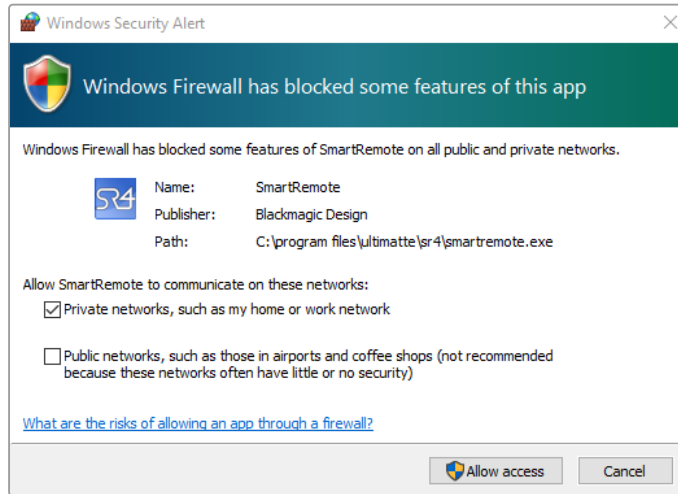 Windows Security Alert
Windows Firewall has blocked some features of this app
Windows Firewall has blocked some features of SmartRemote on all public and private networks.
SR4
Name: SmartRemote
Publisher: Blackmagic Design
Path: C:\program files\ultimatte\sr4\smartremote.exe
Allow SmartRemote to communicate on these networks:
Private networks, such as my home or work network
Public networks, such as those in airports and coffee shops (not recommended
because these networks often have little or no security)
What are the risks of allowing an app through a firewall?
Allow access Cancel